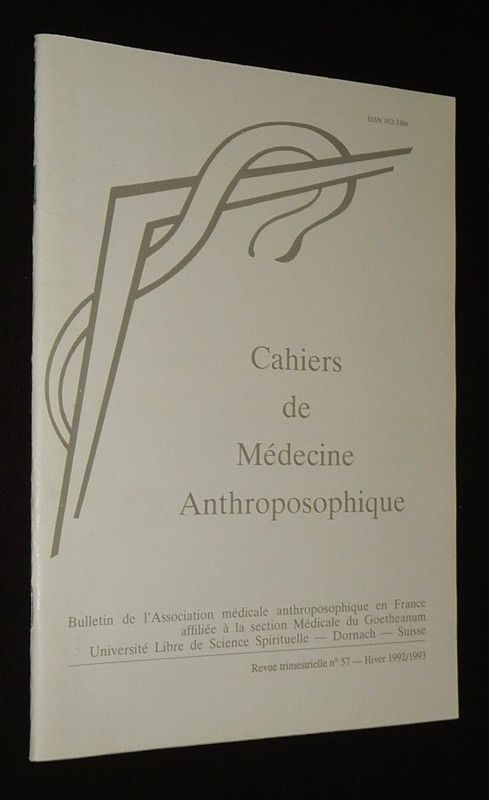 ISSN 052-3384
Cahiers
de
Médecine
Anthroposophique
Bulletin de l'Association médicale anthroposophique en France
affiliée à la section Médicale du Goetheanum
Université Libre de Science Spirituelle — Dornach — Suisse
Revue trimestrielle n° 57 — Hiver 1992/1993